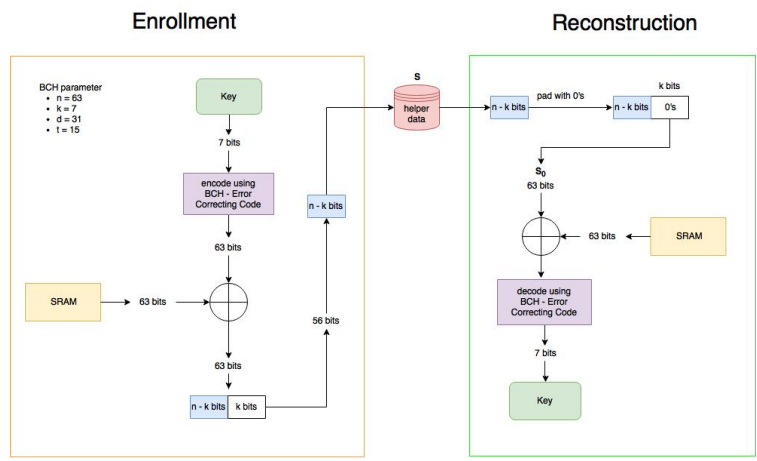 Enrollment
Reconstruction
BCH parameter
• n = 63
• k = 7
• d = 31
• t = 15
Key
7 bits
encode using
BCH - Error
Correcting Code
63 bits
SRAM
63 bits
63 bits
n - k bits
k bits
56 bits
n - k bits
S
helper
data
n - k bits
pad with 0's
k bits
n - k bits
0's
S0
63 bits
63 bits
SRAM
decode using
BCH - Error
Correcting Code
7 bits
Key